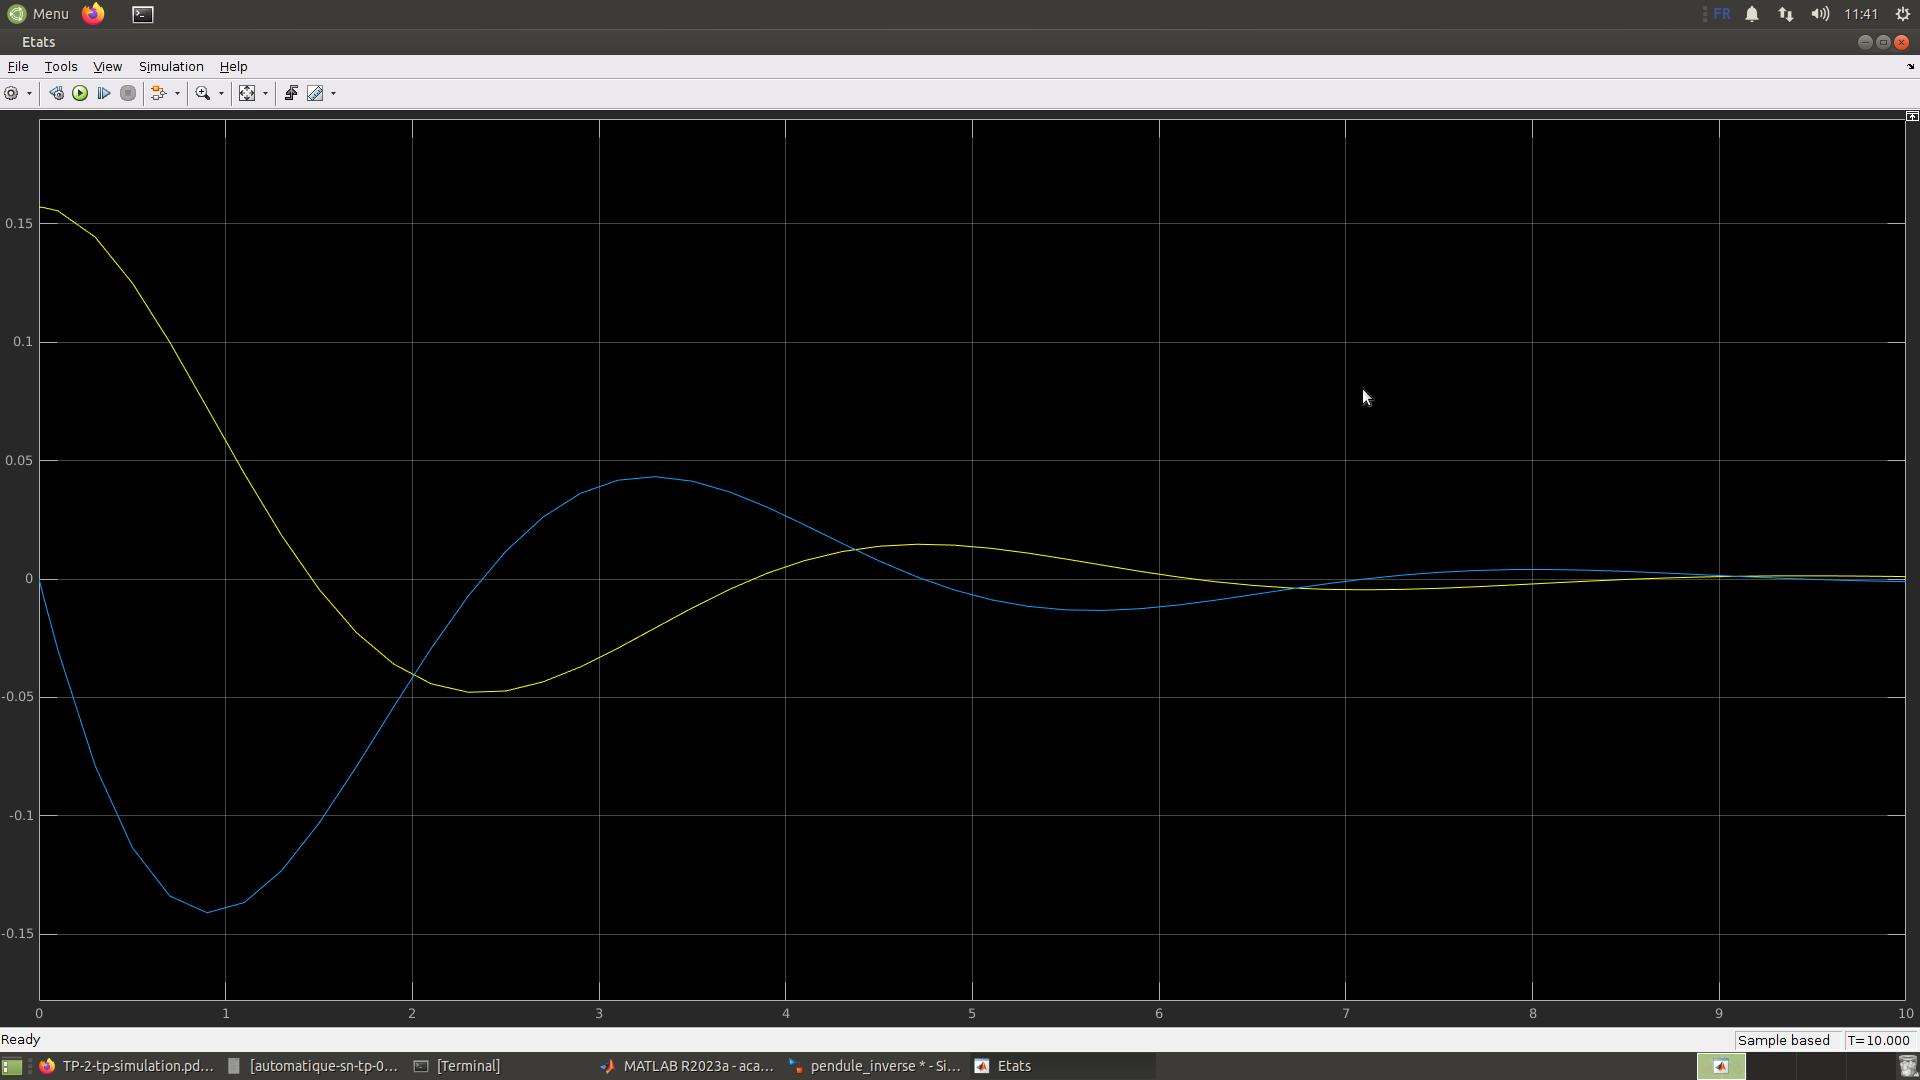 Menu FR 11:41
Etats
File Tools View Simulation Help
0.15
0.1
0.05
0
-0.05
-0.1
-0.15
0 1 2 3 4 5 6 7 8 9 10
Ready Sample based T=10.000
TP-2-tp-simulation.pd... [automatique-sn-tp-0... [Terminal] MATLAB R2023a - aca... pendule_inverse * - Si... Etats